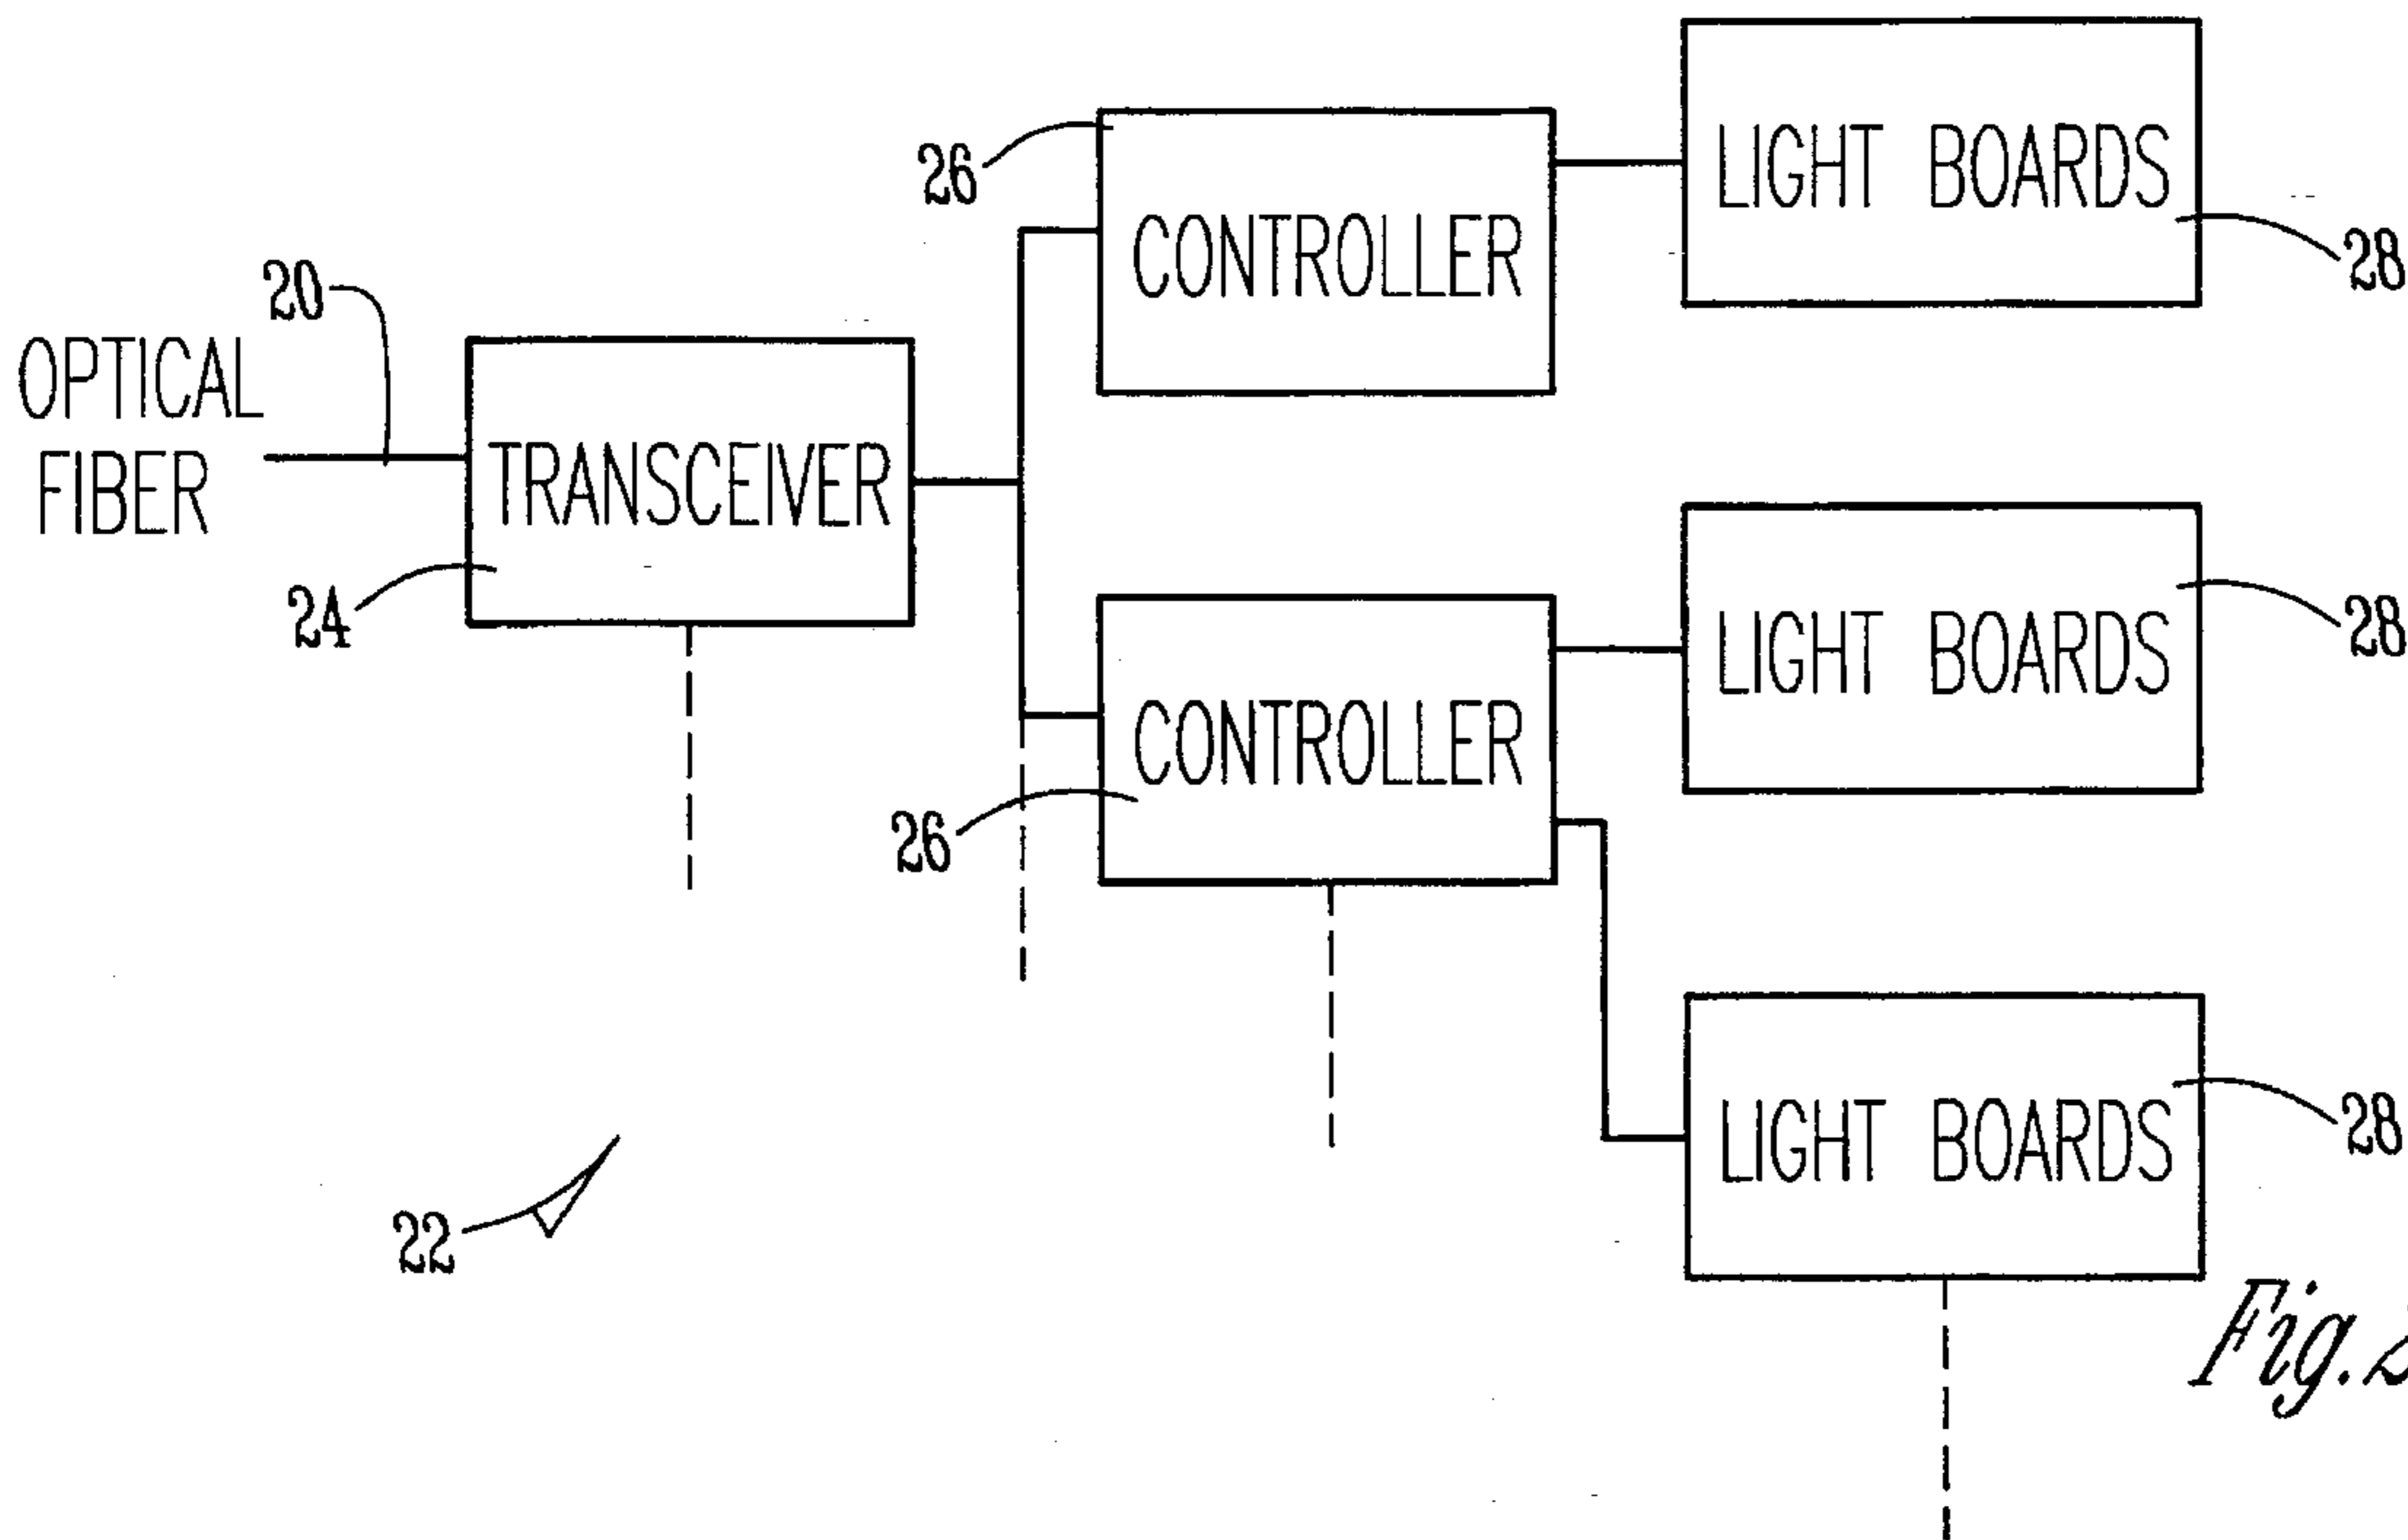 26
CONTROLLER
LIGHT BOARDS
28
20
OPTICAL
FIBER
TRANSCEIVER
24
CONTROLLER
26
LIGHT BOARDS
28
LIGHT BOARDS
28
22
Fig.